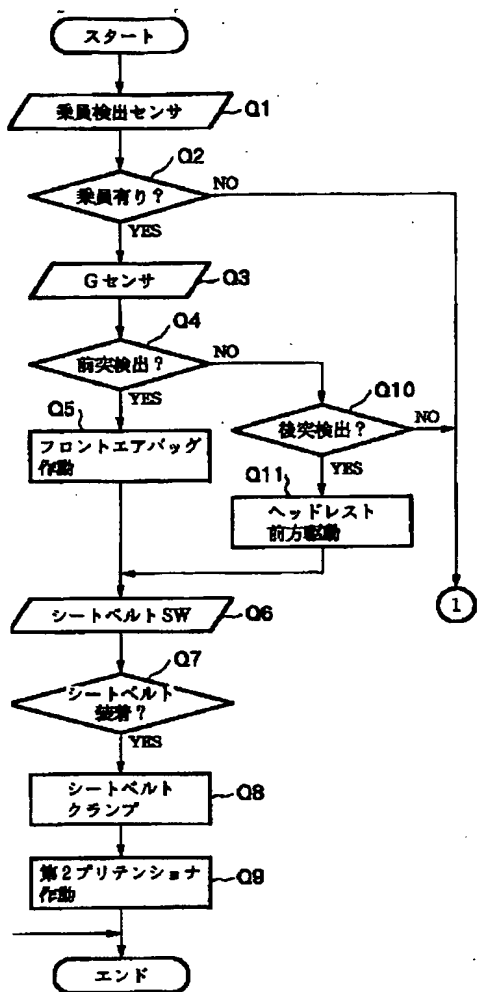 スタート
乗員検出センサ
Q1
Q2
乗員有り?
NO
YES
Gセンサ
Q3
Q4
前突検出?
NO
YES
Q5
フロントエアバッグ
作動
Q10
後突検出?
NO
YES
Q11
ヘッドレスト
前方駆動
1
シートベルトSW
Q6
Q7
シートベルト
装着?
YES
シートベルト
クランプ
Q8
第2プリテンショナ
作動
Q9
エンド